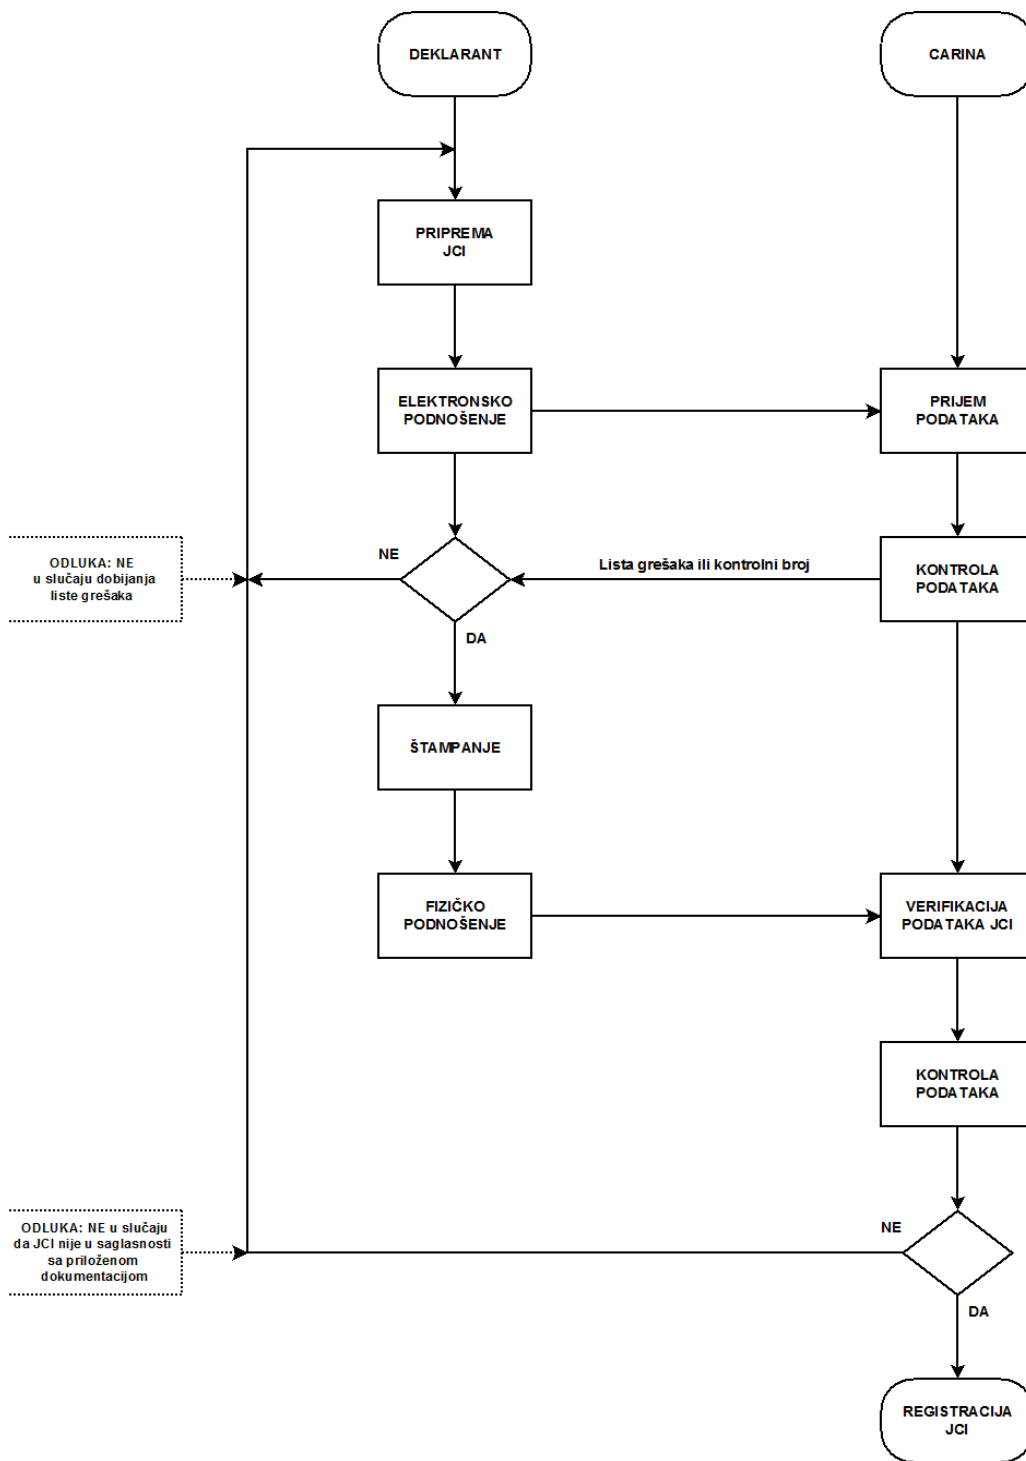 DEKLARANT
CARINA
PRIPREMA
JCI
ELEKTRONSKO
PODNOŠENJE
PRIJEM
PODATAKA
ODLUKA: NE
u slučaju dobijanja
liste grešaka
NE
Lista grešaka ili kontrolni broj
KONTROLA
PODATAKA
DA
ŠTAMPANJE
FIZIČKO
PODNOŠENJE
VERIFIKACIJA
PODATAKA JCI
KONTROLA
PODATAKA
ODLUKA: NE u slučaju
da JCI nije u saglasnosti
sa priloženom
dokumentacijom
NE
DA
REGISTRACIJA
JCI